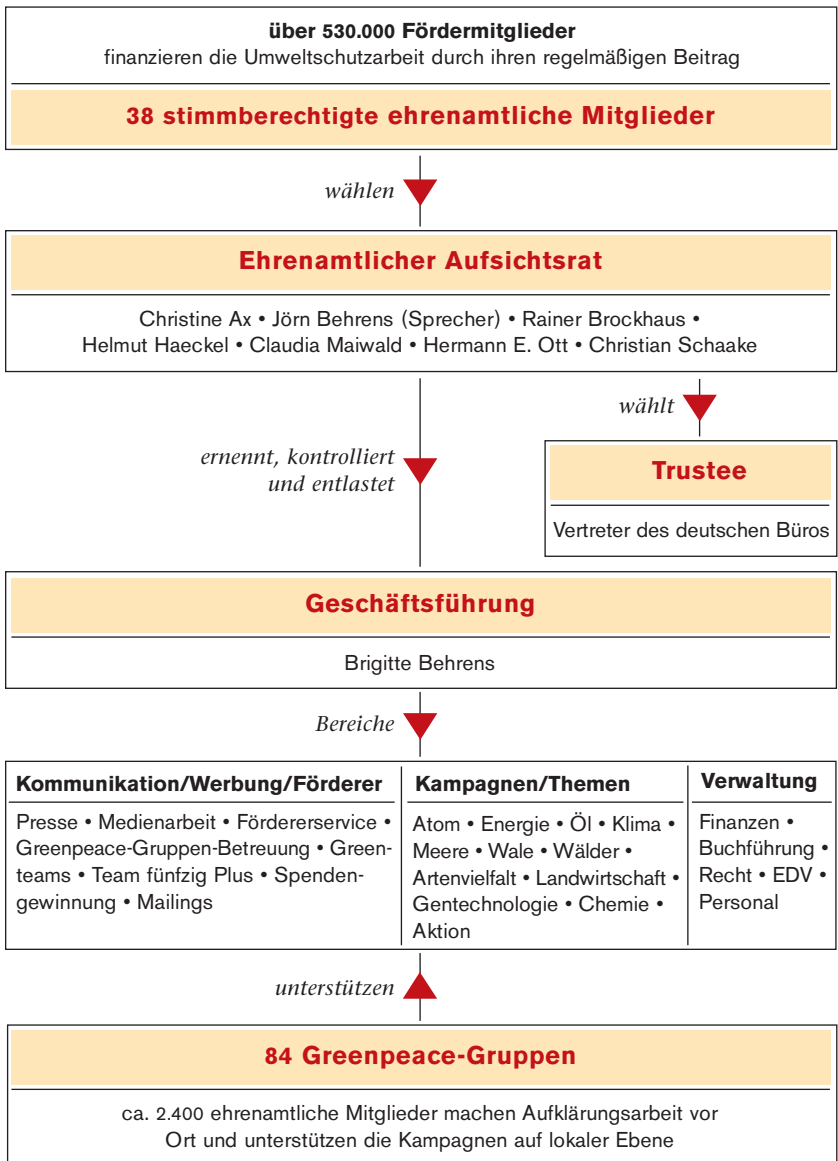 über 530.000 Fördermitglieder
finanzieren die Umweltschutzarbeit durch ihren regelmäßigen Beitrag
38 stimmberechtigte ehrenamtliche Mitglieder
wählen
Ehrenamtlicher Aufsichtsrat
Christine Ax • Jörn Behrens (Sprecher) • Rainer Brockhaus •
Helmut Haeckel • Claudia Maiwald • Hermann E. Ott • Christian Schaake
wählt
Trustee
Vertreter des deutschen Büros
ernennt, kontrolliert
und entlastet
Geschäftsführung
Brigitte Behrens
Bereiche
Kommunikation/Werbung/Förderer
Presse • Medienarbeit • Fördererservice •
Greenpeace-Gruppen-Betreuung • Green-
teams • Team fünfzig Plus • Spenden-
gewinnung • Mailings
Kampagnen/Themen
Atom • Energie • Öl • Klima •
Meere • Wale • Wälder •
Artenvielfalt • Landwirtschaft •
Gentechnologie • Chemie •
Aktion
Verwaltung
Finanzen •
Buchführung •
Recht • EDV •
Personal
unterstützen
84 Greenpeace-Gruppen
ca. 2.400 ehrenamtliche Mitglieder machen Aufklärungsarbeit vor
Ort und unterstützen die Kampagnen auf lokaler Ebene